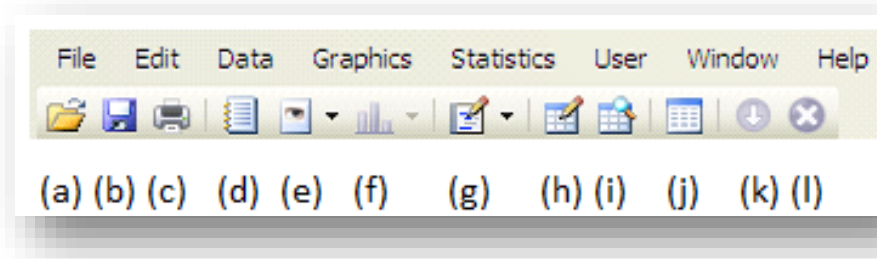 File Edit Data Graphics Statistics User Window Help
(a) (b) (c) (d) (e) (f) (g) (h) (i) (j) (k) (l)